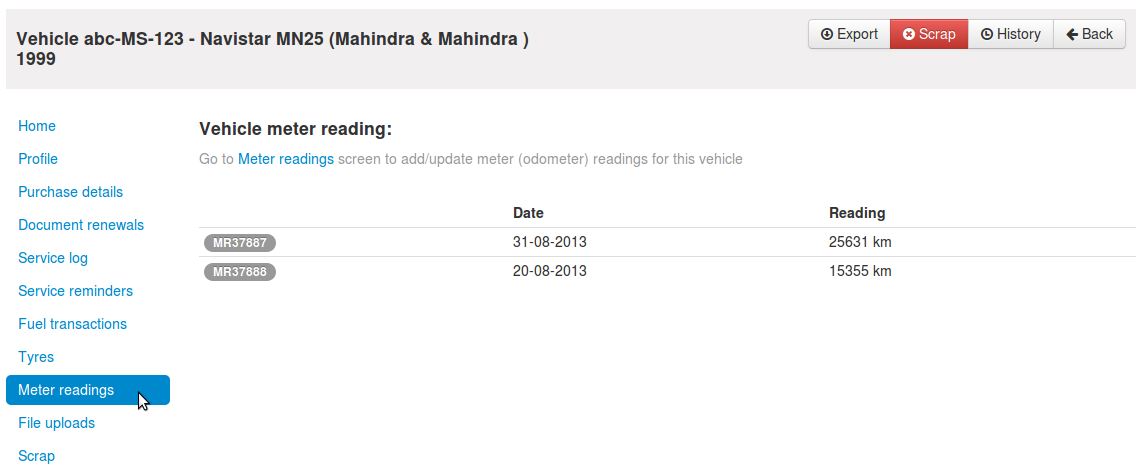 Vehicle abc-MS-123 - Navistar MN25 (Mahindra & Mahindra )
1999
Export Scrap History Back
Home
Profile
Purchase details
Document renewals
Service log
Service reminders
Fuel transactions
Tyres
Meter readings
File uploads
Scrap
Vehicle meter reading:
Go to Meter readings screen to add/update meter (odometer) readings for this vehicle
Date Reading
MR37887 31-08-2013 25631 km
MR37888 20-08-2013 15355 km